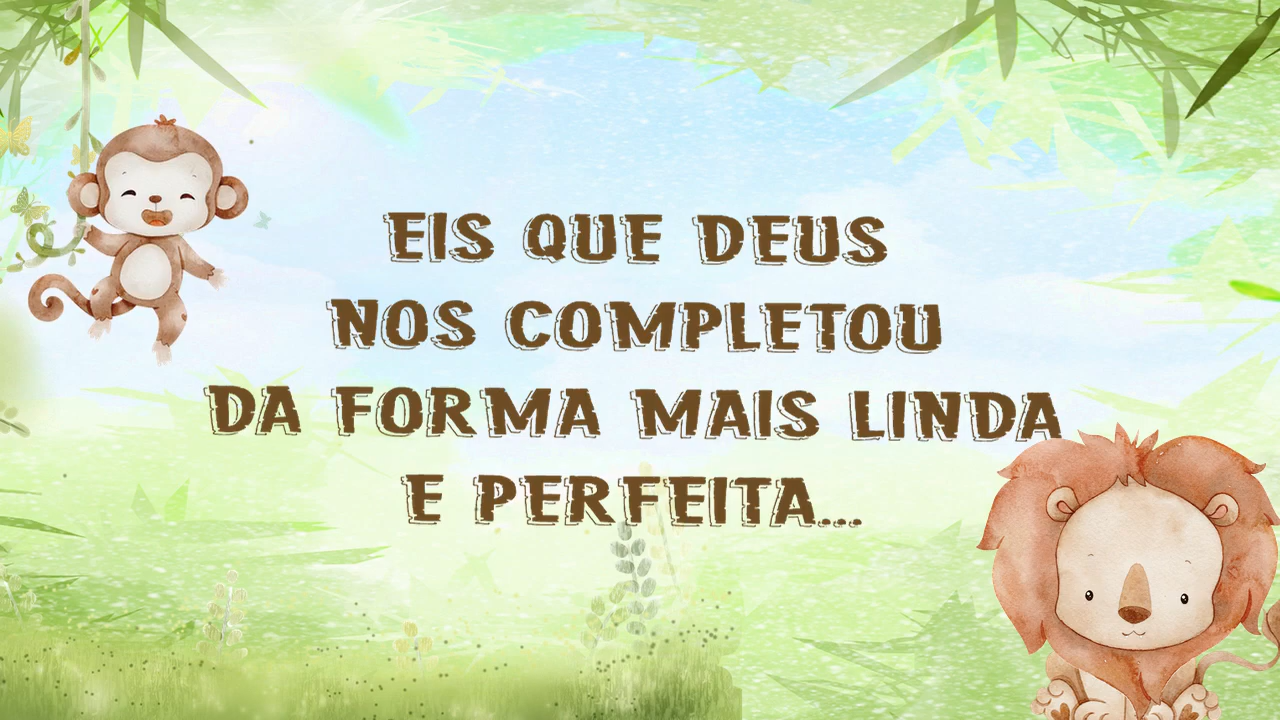 EIS QUE DEUS
NOS COMPLETOU
DA FORMA MAIS LINDA
E PERFEITA...